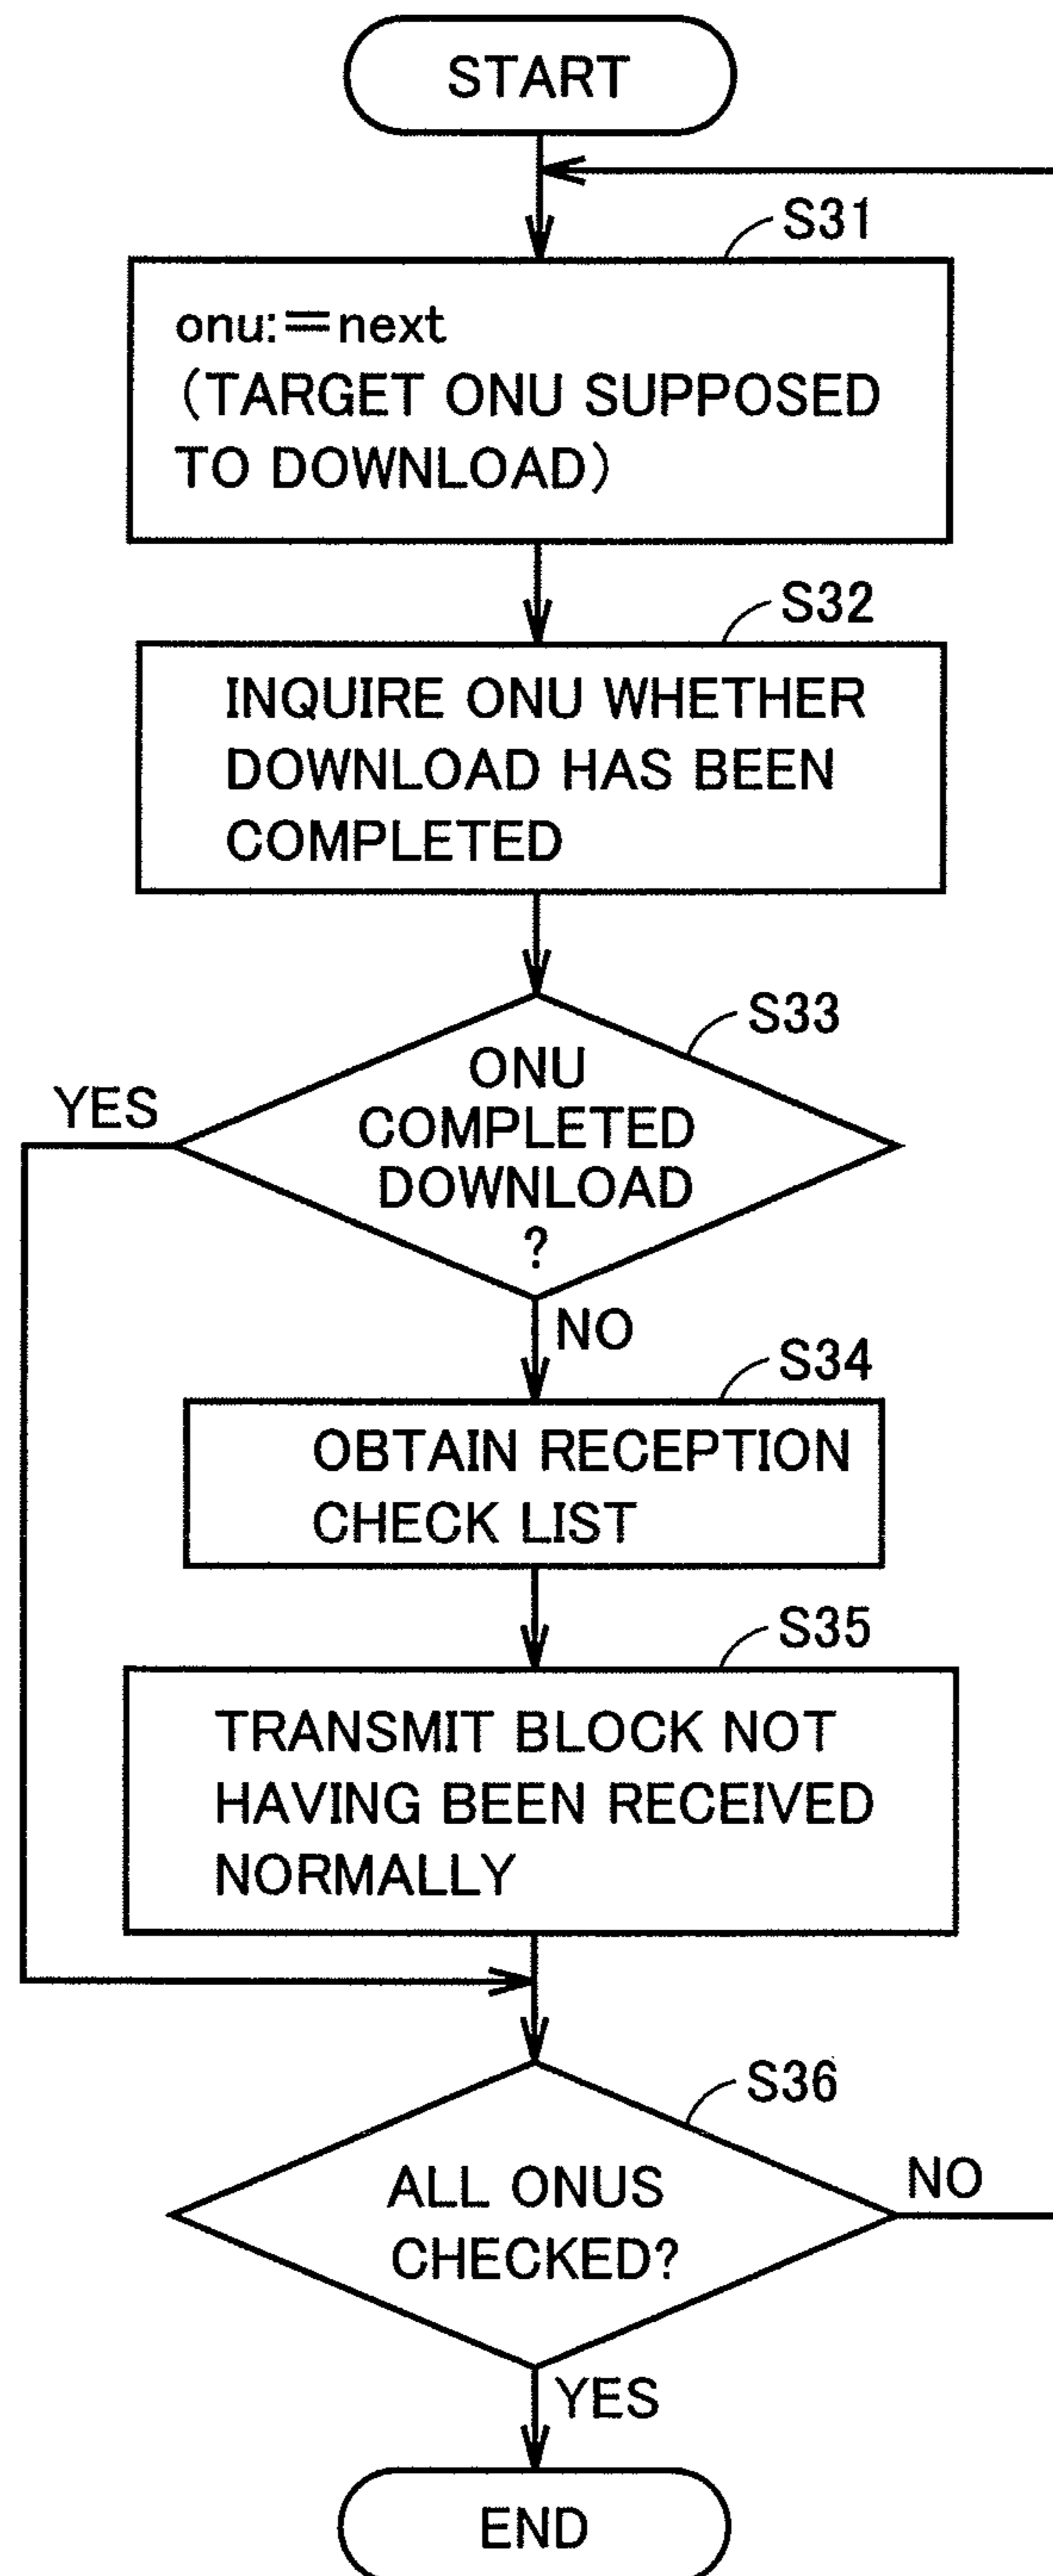 START
S31
onu:=next
(TARGET ONU SUPPOSED
TO DOWNLOAD)
S32
INQUIRE ONU WHETHER
DOWNLOAD HAS BEEN
COMPLETED
S33
YES
ONU
COMPLETED
DOWNLOAD
?
NO
S34
OBTAIN RECEPTION
CHECK LIST
S35
TRANSMIT BLOCK NOT
HAVING BEEN RECEIVED
NORMALLY
S36
ALL ONUS
CHECKED?
NO
YES
END